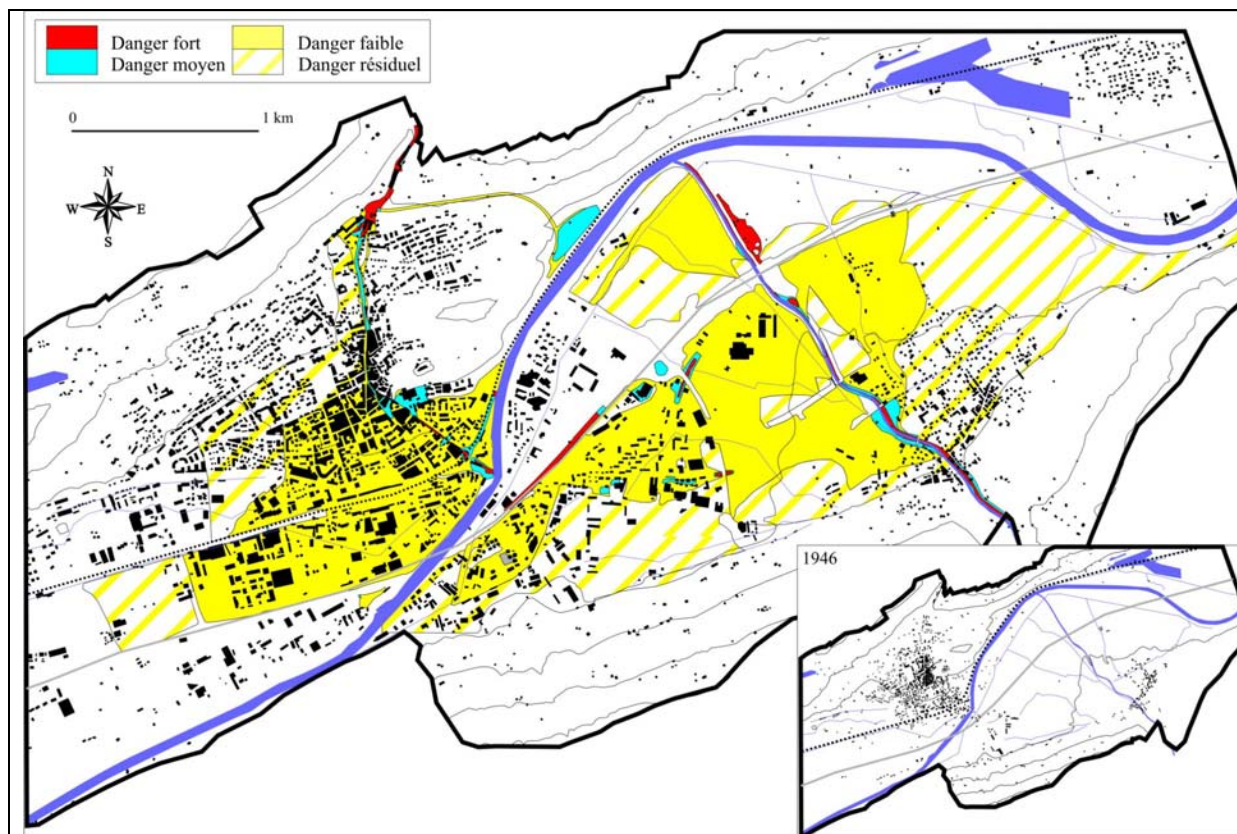 Danger fort
Danger faible
Danger moyen
Danger résiduel
0
1 km
N
W
E
S
1946